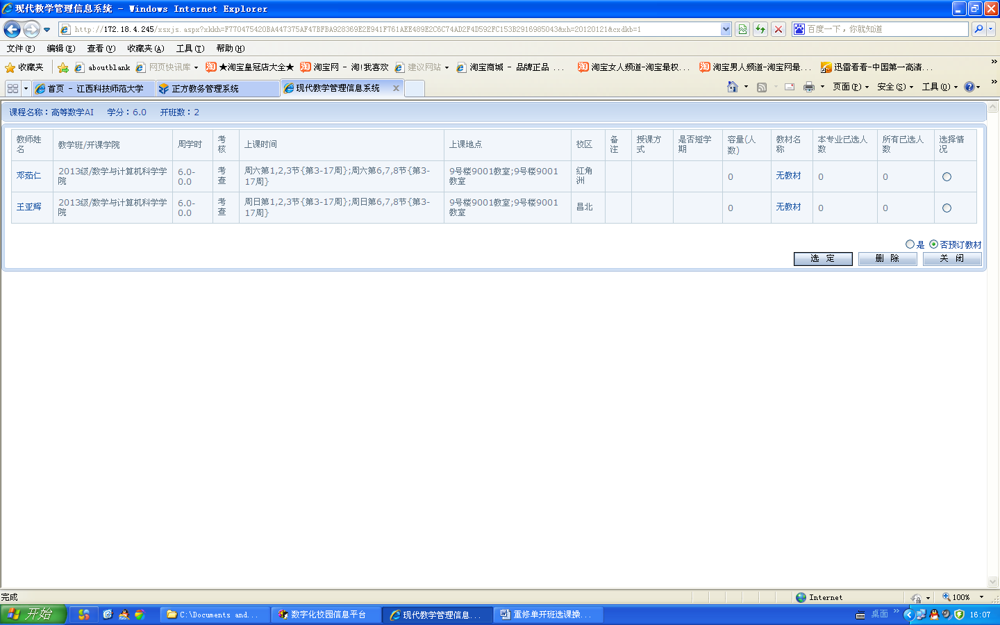 现代教学管理信息系统 - Windows Internet Explorer
http://172.18.4.245/xsxjs.aspx?xkkh=F770475420BA447375AF47BFBA928369E2E941F761AEE489E2C6C74AD2F4D592FC153B2916985043&xh=20120121&cxdkb=1
百度一下，你就知道
文件(F) 编辑(E) 查看(V) 收藏夹(A) 工具(T) 帮助(H)
收藏夹 aboutblank 网页快讯库 ★淘宝皇冠店大全★ 淘宝网 - 淘!我喜欢 建议网站 淘宝商城 - 品牌正品 ... 淘宝女人频道-淘宝最权... 淘宝男人频道-淘宝网最... 迅雷看看-中国第一高清...
首页 - 江西科技师范大学 正方教务管理系统 现代教学管理信息系统 页面(P) 安全(S) 工具(O)
课程名称：高等数学AI 学分：6.0 开班数：2
教师姓名 教学班/开课学院 周学时 考核 上课时间 上课地点 校区 备注 授课方式 是否短学期 容量(人数) 教材名称 本专业已选人数 所有已选人数 选择情况
邓茹仁 2013级/数学与计算机科学学院 6.0-0.0 考查 周六第1,2,3节{第3-17周};周六第6,7,8节{第3-17周} 9号楼9001教室;9号楼9001教室 红角洲 0 无教材 0 0
王亚辉 2013级/数学与计算机科学学院 6.0-0.0 考查 周日第1,2,3节{第3-17周};周日第6,7,8节{第3-17周} 9号楼9001教室;9号楼9001教室 昌北 0 无教材 0 0
是 否预订教材
选 定 删 除 关 闭
完成 Internet 100%
开始 C:\Documents and... 数字化校园信息平台 现代教学管理信息... 重修单开班选课操... 桌面 16:07